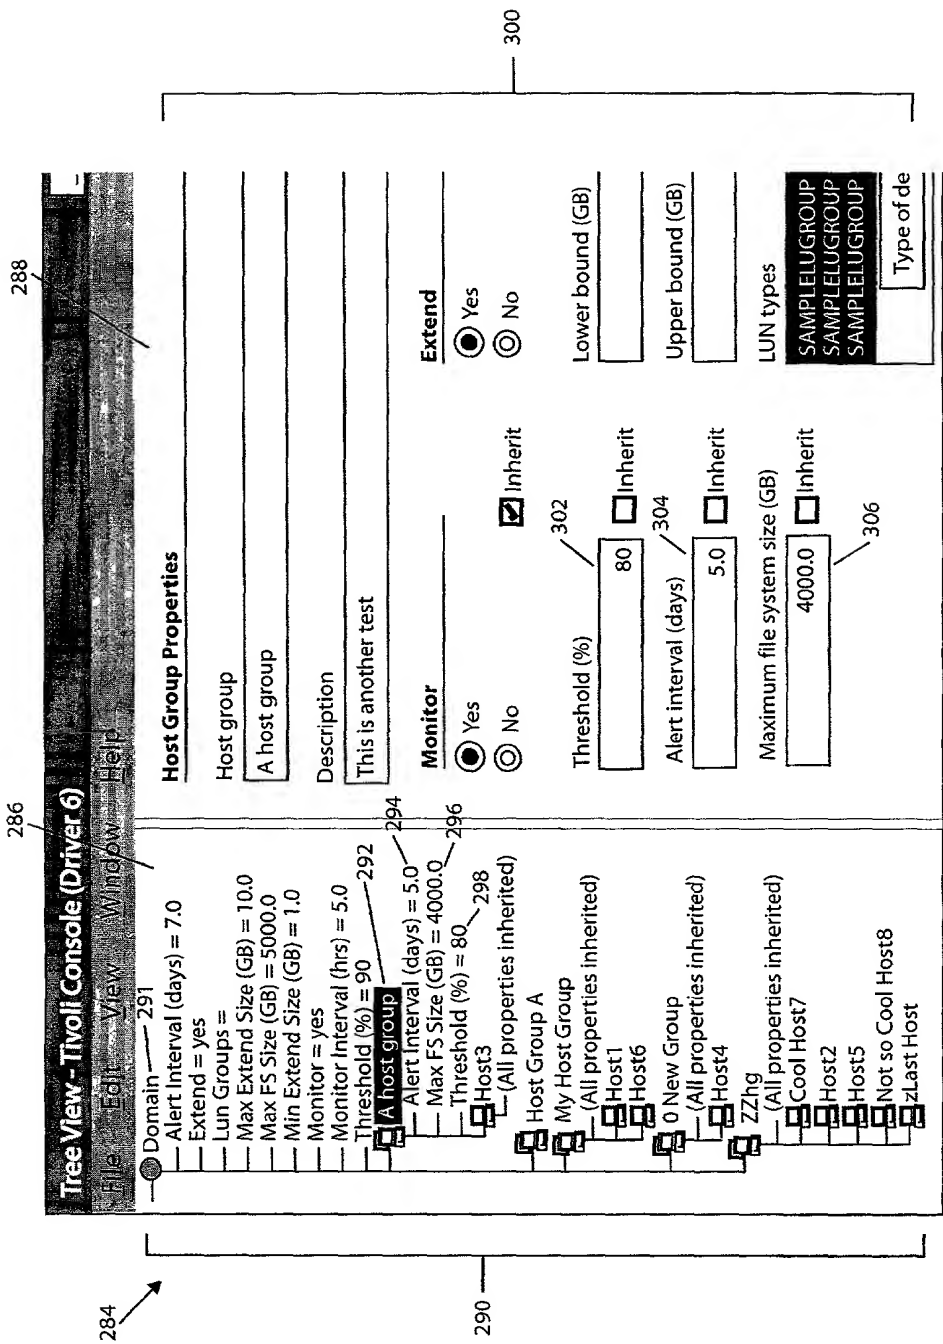 284
286
288
Tree View - Tivoli Console (Driver 6)
File Edit View Window Help
290
Domain 291
Alert Interval (days) = 7.0
Extend = yes
Lun Groups =
Max Extend Size (GB) = 10.0
Max FS Size (GB) = 5000.0
Min Extend Size (GB) = 1.0
Monitor = yes
Monitor Interval (hrs) = 5.0
Threshold (%) = 90
A host group 292
Alert Interval (days) = 5.0 294
Max FS Size (GB) = 4000.0 296
Threshold (%) = 80 298
Host3
(All properties inherited)
Host Group A
My Host Group
(All properties inherited)
Host1
Host6
0 New Group
(All properties inherited)
Host4
ZZhg
(All properties inherited)
Cool Host7
Host2
Host5
Not so Cool Host8
zLast Host
Host Group Properties
Host group
A host group
Description
This is another test
Monitor
Yes
No
Inherit
Threshold (%) 302
80 Inherit
Alert interval (days) 304
5.0 Inherit
Maximum file system size (GB)
4000.0 Inherit
306
Extend
Yes
No
Lower bound (GB)
Upper bound (GB)
LUN types
SAMPLELUGROUP
SAMPLELUGROUP
SAMPLELUGROUP
Type of de
300